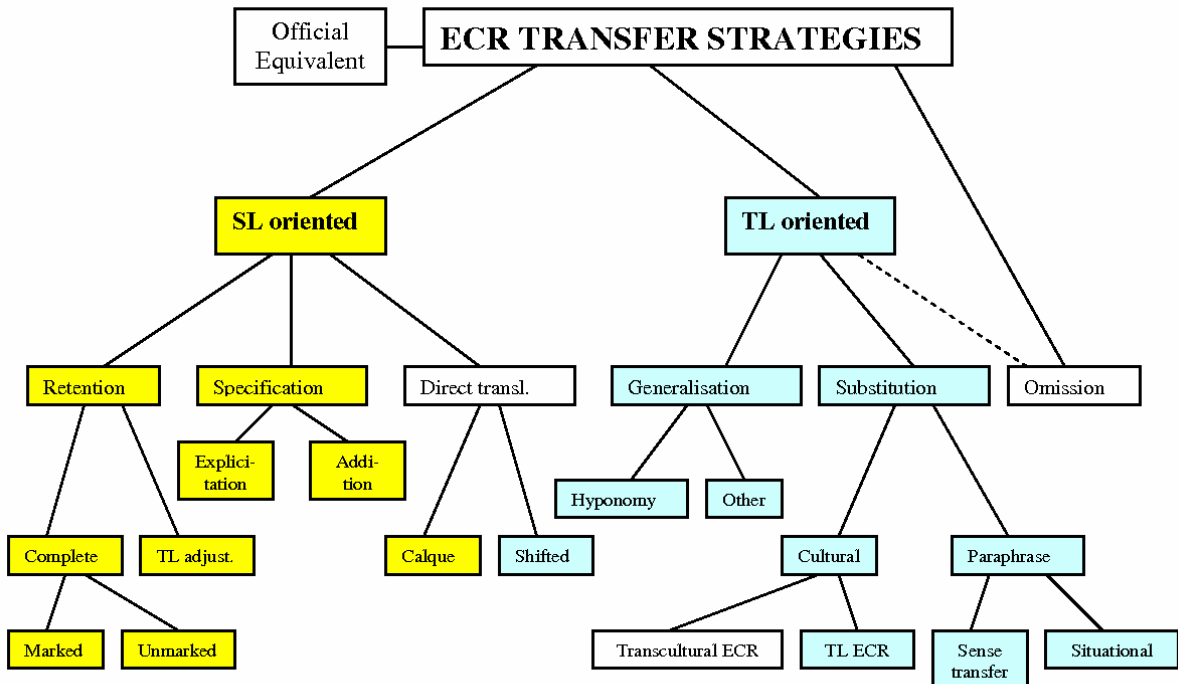 Official
Equivalent
ECR TRANSFER STRATEGIES
SL oriented
TL oriented
Retention
Specification
Direct transl.
Generalisation
Substitution
Omission
Explici-
tation
Addi-
tion
Hyponomy
Other
Complete
TL adjust.
Calque
Shifted
Cultural
Paraphrase
Marked
Unmarked
Transcultural ECR
TL ECR
Sense
transfer
Situational